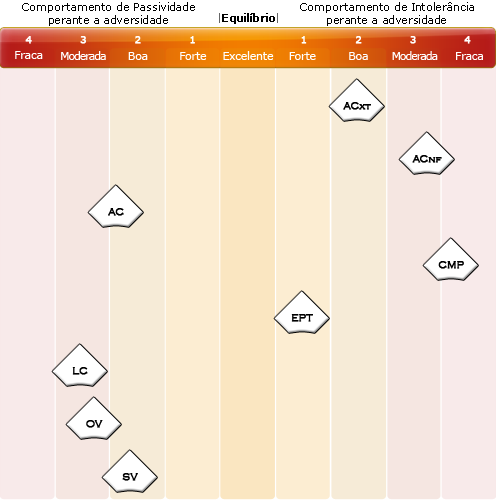 Comportamento de Passividade
perante a adversidade
|Equilíbrio|
Comportamento de Intolerância
perante a adversidade
4 3 2 1 1 2 3 4
Fraca Moderada Boa Forte Excelente Forte Boa Moderada Fraca
ACXT
ACNF
AC
CMP
EPT
LC
OV
SV